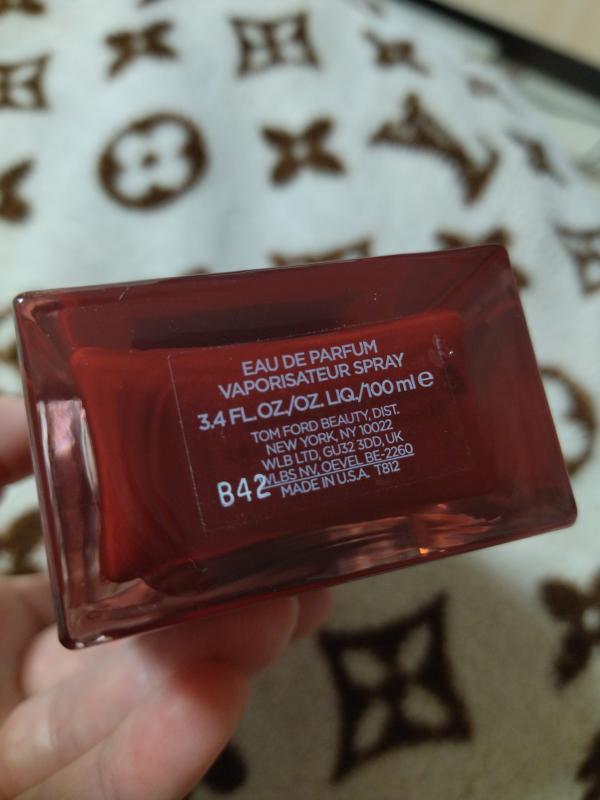 EAU DE PARFUM
VAPORISATEUR SPRAY
3.4 FL.OZ./OZ. LIQ./100 ml ℮
TOM FORD BEAUTY, DIST.
NEW YORK, NY 10022
WLB LTD, GU32 3DD, UK
WLBS NV. OEVEL BE-2260
B42 MADE IN U.S.A. T812